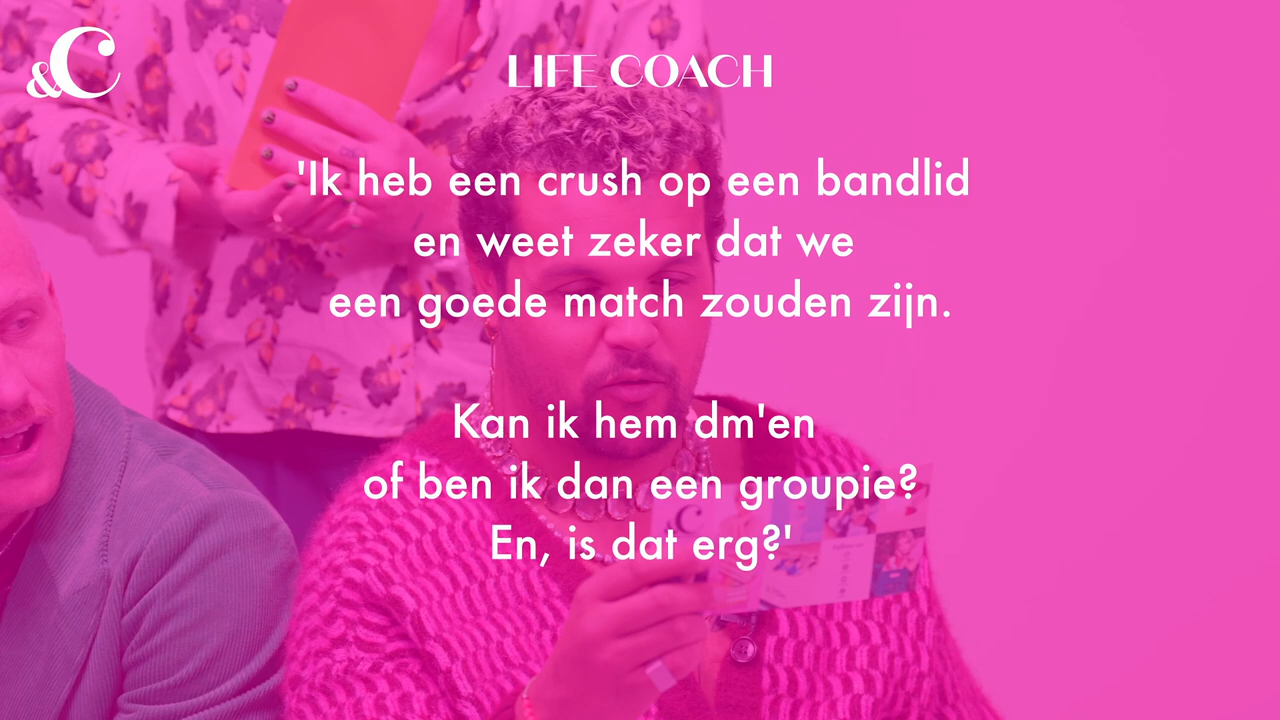 &C
LIFE COACH
'Ik heb een crush op een bandlid
en weet zeker dat we
een goede match zouden zijn.
Kan ik hem dm'en
of ben ik dan een groupie?
En, is dat erg?'
&C